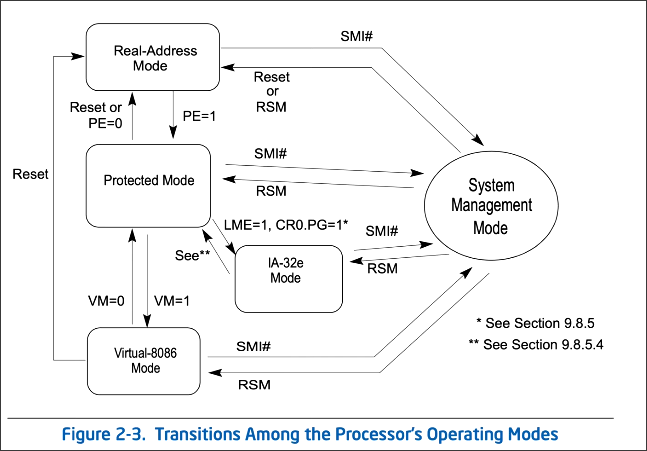 Real-Address
Mode
SMI#
Reset
or
RSM
Reset or
PE=0
PE=1
Reset
Protected Mode
SMI#
RSM
System
Management
Mode
LME=1, CR0.PG=1*
See**
IA-32e
Mode
SMI#
RSM
VM=0
VM=1
Virtual-8086
Mode
SMI#
RSM
* See Section 9.8.5
** See Section 9.8.5.4
Figure 2-3. Transitions Among the Processor's Operating Modes